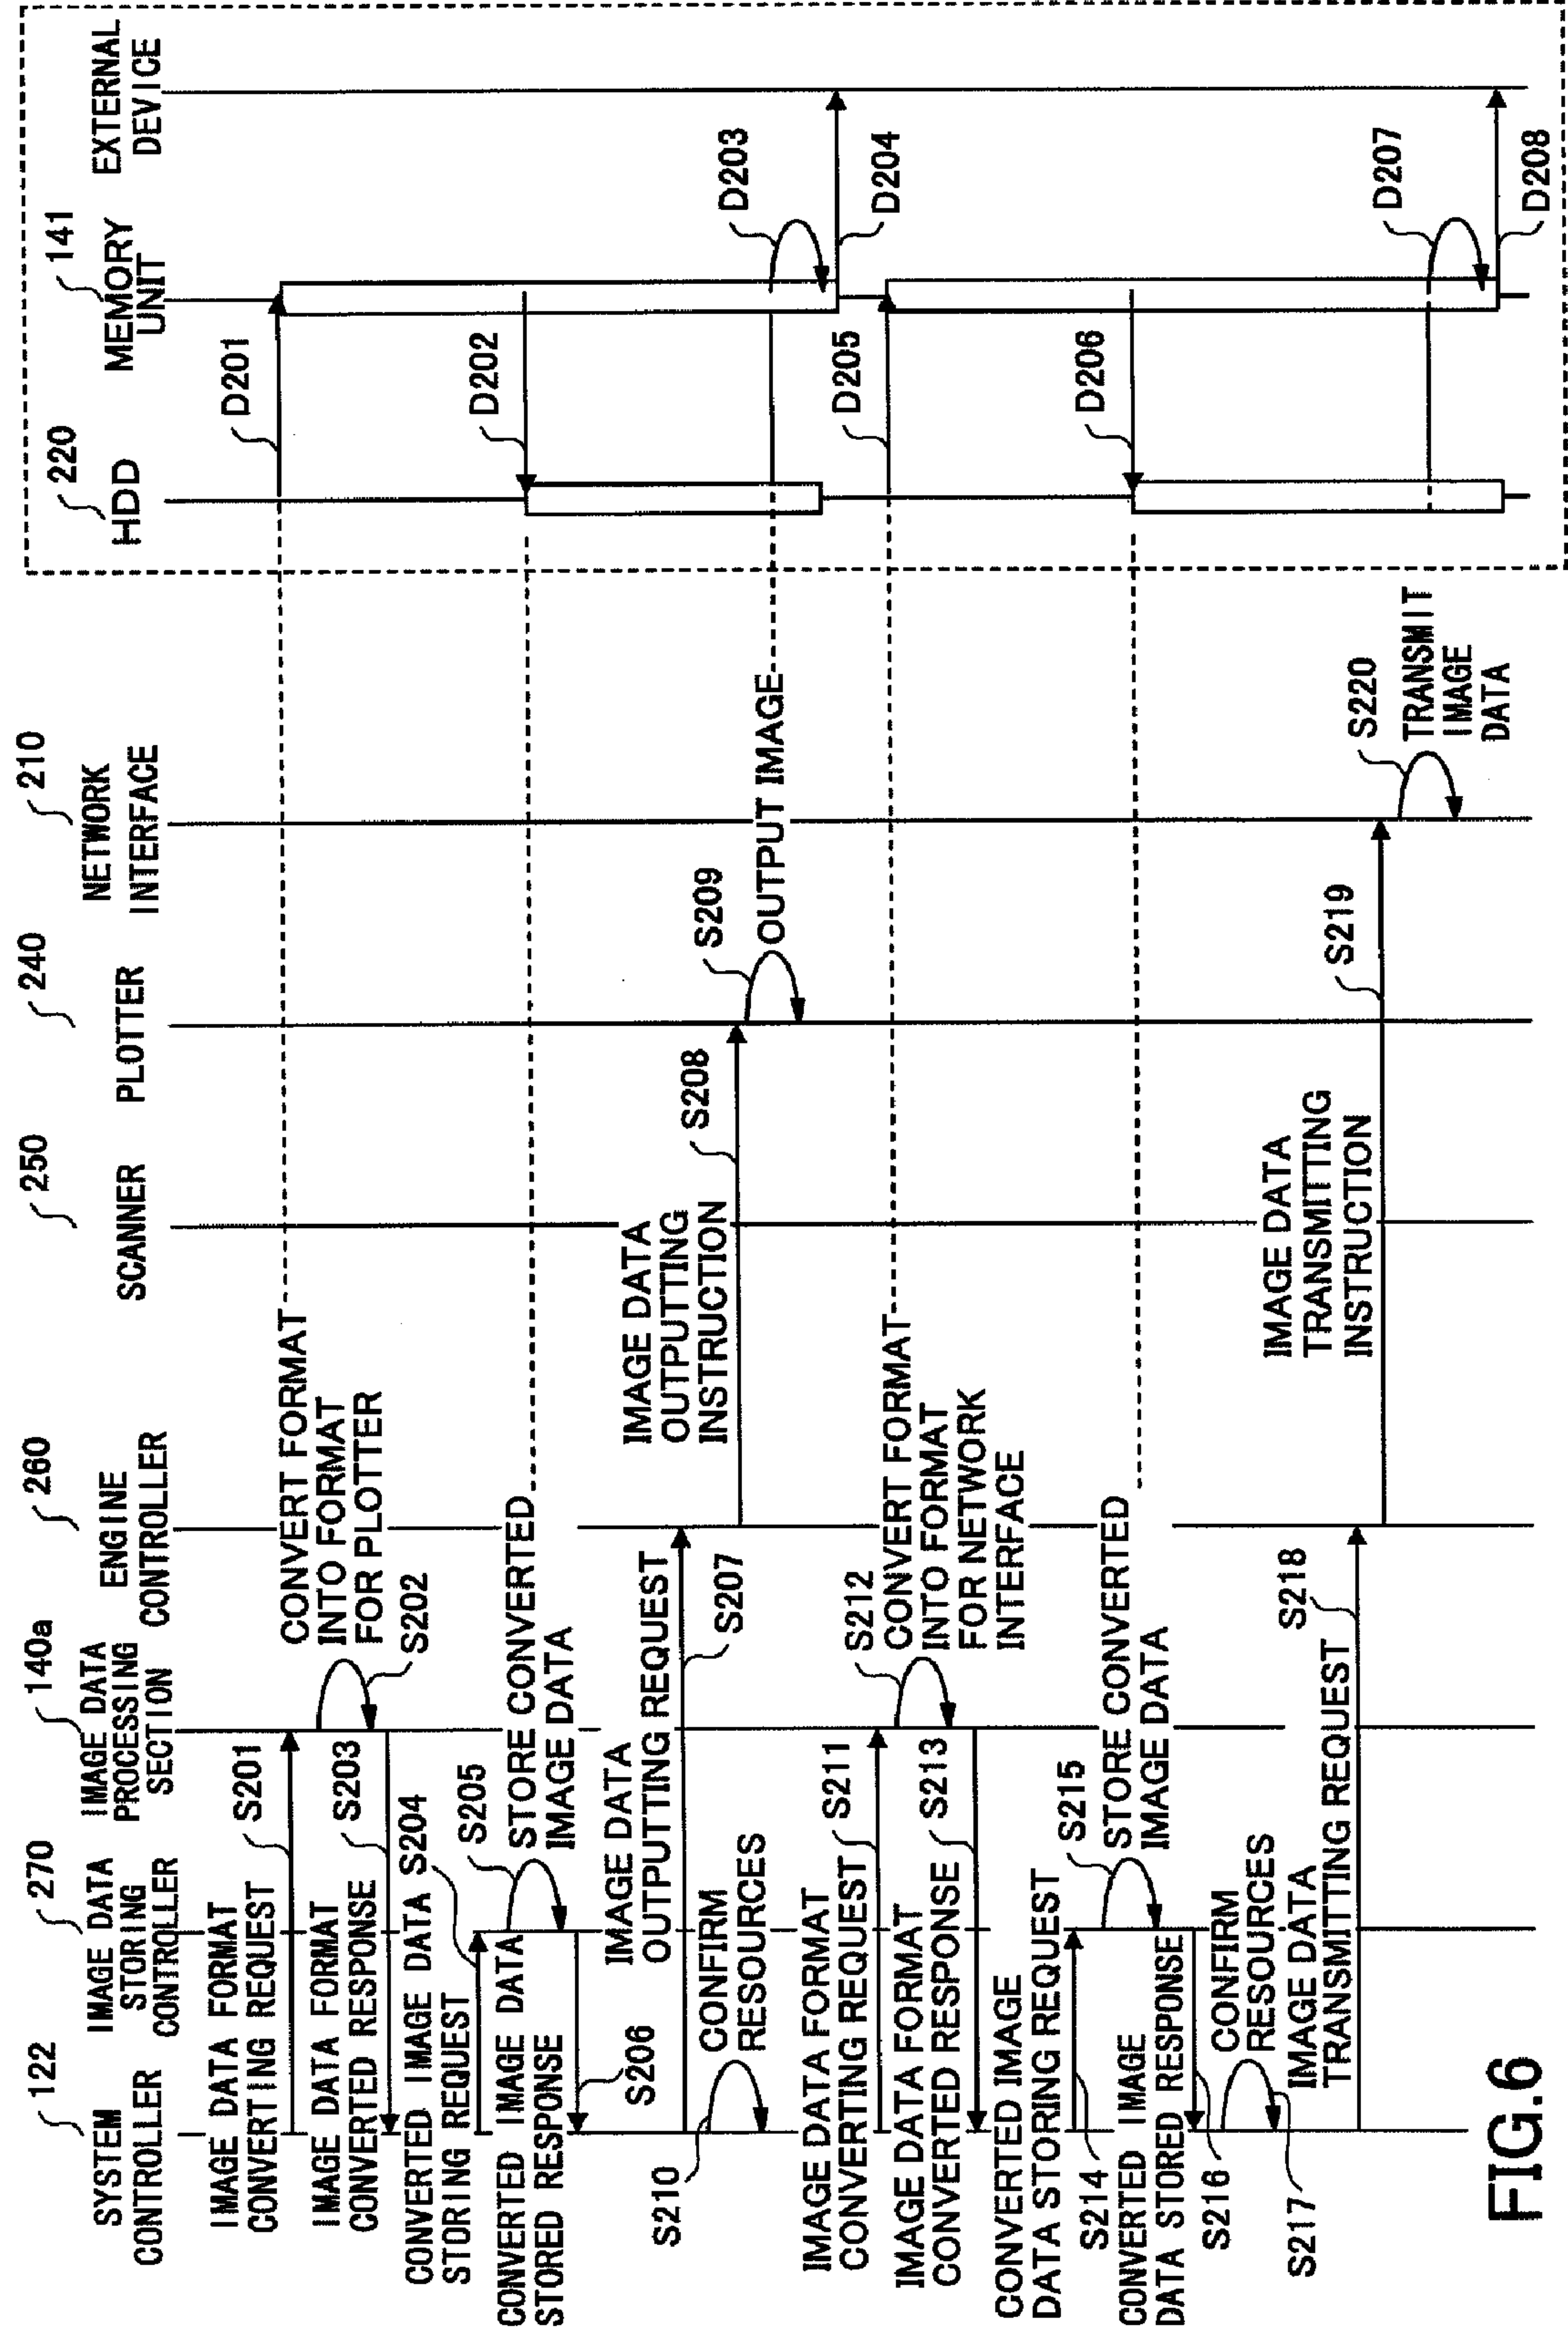 SYSTEM
CONTROLLER
122
IMAGE DATA
STORING
CONTROLLER
270
IMAGE DATA
PROCESSING
SECTION
140a
ENGINE
CONTROLLER
260
SCANNER
250
PLOTTER
240
NETWORK
INTERFACE
210
HDD
220
MEMORY
UNIT
141
EXTERNAL
DEVICE
IMAGE DATA FORMAT
CONVERTING REQUEST
S201
CONVERT FORMAT
INTO FORMAT
FOR PLOTTER
S202
D201
IMAGE DATA FORMAT
CONVERTED RESPONSE
S203
CONVERTED IMAGE DATA
STORING REQUEST
S204
S205
STORE CONVERTED
IMAGE DATA
D202
CONVERTED IMAGE DATA
STORED RESPONSE
S206
IMAGE DATA
OUTPUTTING REQUEST
S207
IMAGE DATA
OUTPUTTING
INSTRUCTION
S208
S209
OUTPUT IMAGE
D203
D204
S210
CONFIRM
RESOURCES
IMAGE DATA FORMAT
CONVERTING REQUEST
S211
S212
CONVERT FORMAT
INTO FORMAT
FOR NETWORK
INTERFACE
D205
IMAGE DATA FORMAT
CONVERTED RESPONSE
S213
CONVERTED IMAGE
DATA STORING REQUEST
S214
S215
STORE CONVERTED
IMAGE DATA
D206
CONVERTED IMAGE
DATA STORED RESPONSE
S216
CONFIRM
RESOURCES
S217
IMAGE DATA
TRANSMITTING REQUEST
S218
IMAGE DATA
TRANSMITTING
INSTRUCTION
S219
S220
TRANSMIT
IMAGE
DATA
D207
D208
FIG.6